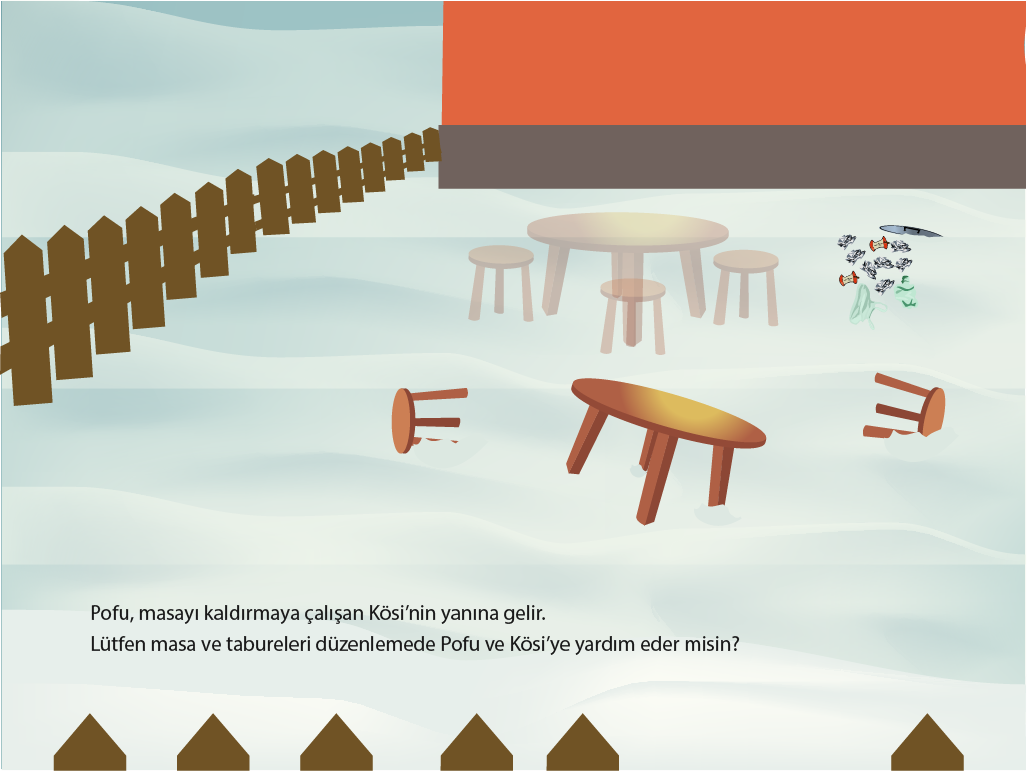 Pofu, masayı kaldırmaya çalışan Kösi’nin yanına gelir.
Lütfen masa ve tabureleri düzenlemede Pofu ve Kösi’ye yardım eder misin?